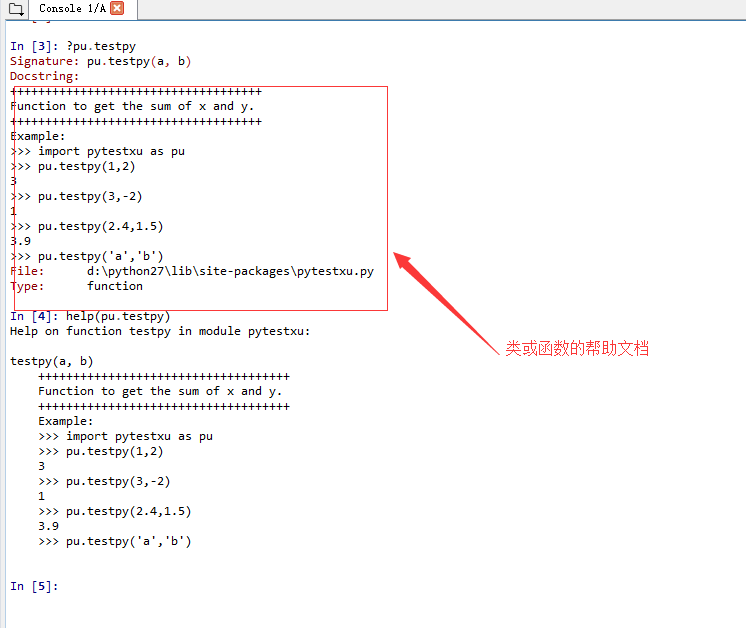 Console 1/A
In [3]: ?pu.testpy
Signature: pu.testpy(a, b)
Docstring:
++++++++++++++++++++++++++++++++++++
Function to get the sum of x and y.
++++++++++++++++++++++++++++++++++++
Example:
>>> import pytestxu as pu
>>> pu.testpy(1,2)
3
>>> pu.testpy(3,-2)
1
>>> pu.testpy(2.4,1.5)
3.9
>>> pu.testpy('a','b')
File:      d:\python27\lib\site-packages\pytestxu.py
Type:      function
In [4]: help(pu.testpy)
Help on function testpy in module pytestxu:
类或函数的帮助文档
testpy(a, b)
++++++++++++++++++++++++++++++++++++
Function to get the sum of x and y.
++++++++++++++++++++++++++++++++++++
Example:
>>> import pytestxu as pu
>>> pu.testpy(1,2)
3
>>> pu.testpy(3,-2)
1
>>> pu.testpy(2.4,1.5)
3.9
>>> pu.testpy('a','b')
In [5]: